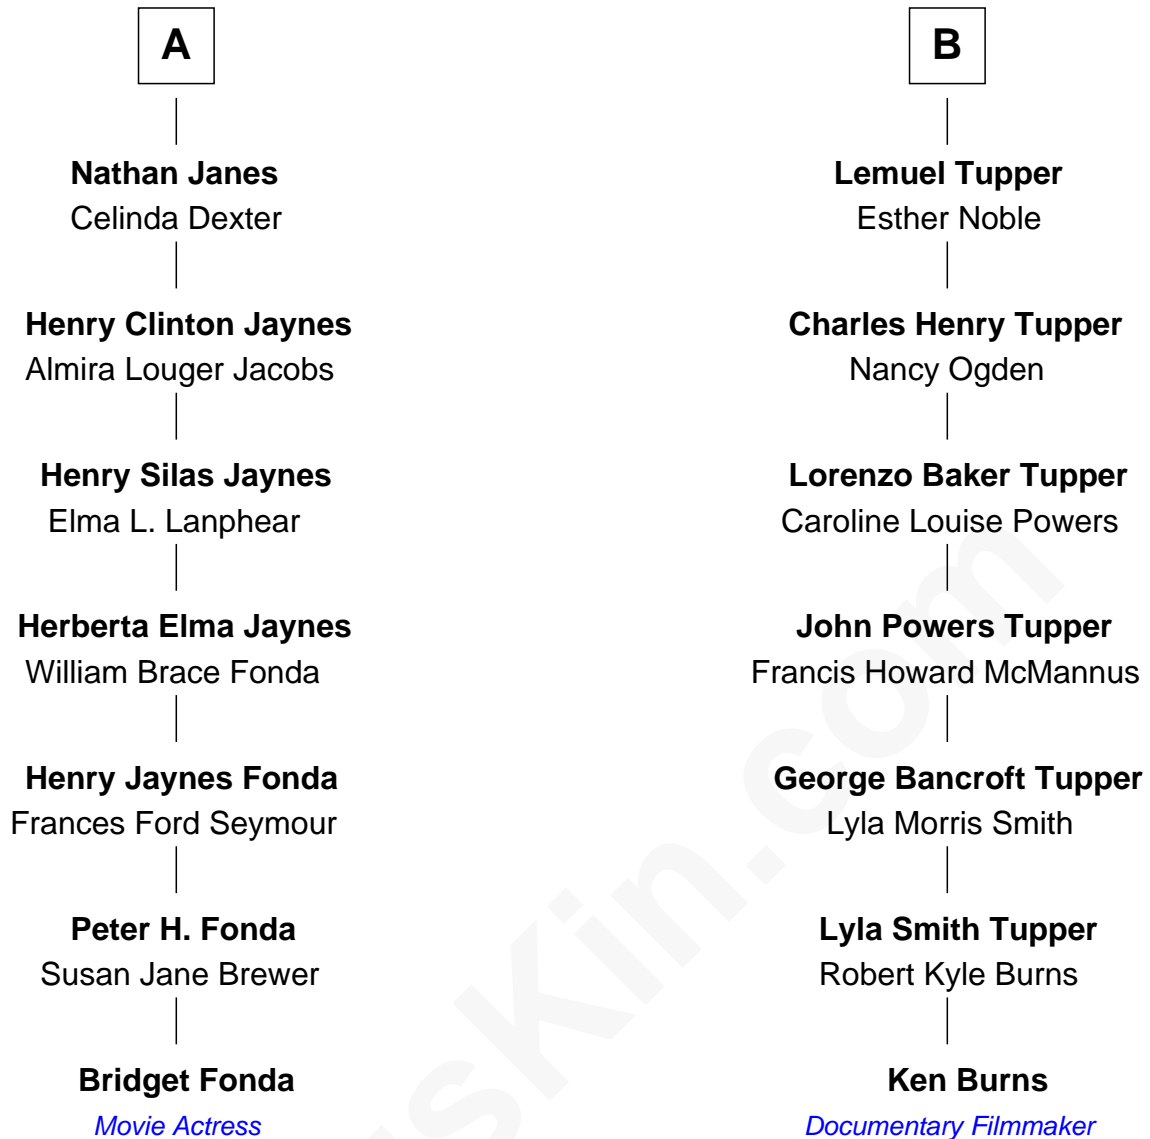 A
Nathan Janes
Celinda Dexter
Henry Clinton Jaynes
Almira Louger Jacobs
Henry Silas Jaynes
Elma L. Lanphear
Herberta Elma Jaynes
William Brace Fonda
Henry Jaynes Fonda
Frances Ford Seymour
Peter H. Fonda
Susan Jane Brewer
Bridget Fonda
Movie Actress
B
Lemuel Tupper
Esther Noble
Charles Henry Tupper
Nancy Ogden
Lorenzo Baker Tupper
Caroline Louise Powers
John Powers Tupper
Francis Howard McMannus
George Bancroft Tupper
Lyla Morris Smith
Lyla Smith Tupper
Robert Kyle Burns
Ken Burns
Documentary Filmmaker
sKin.com